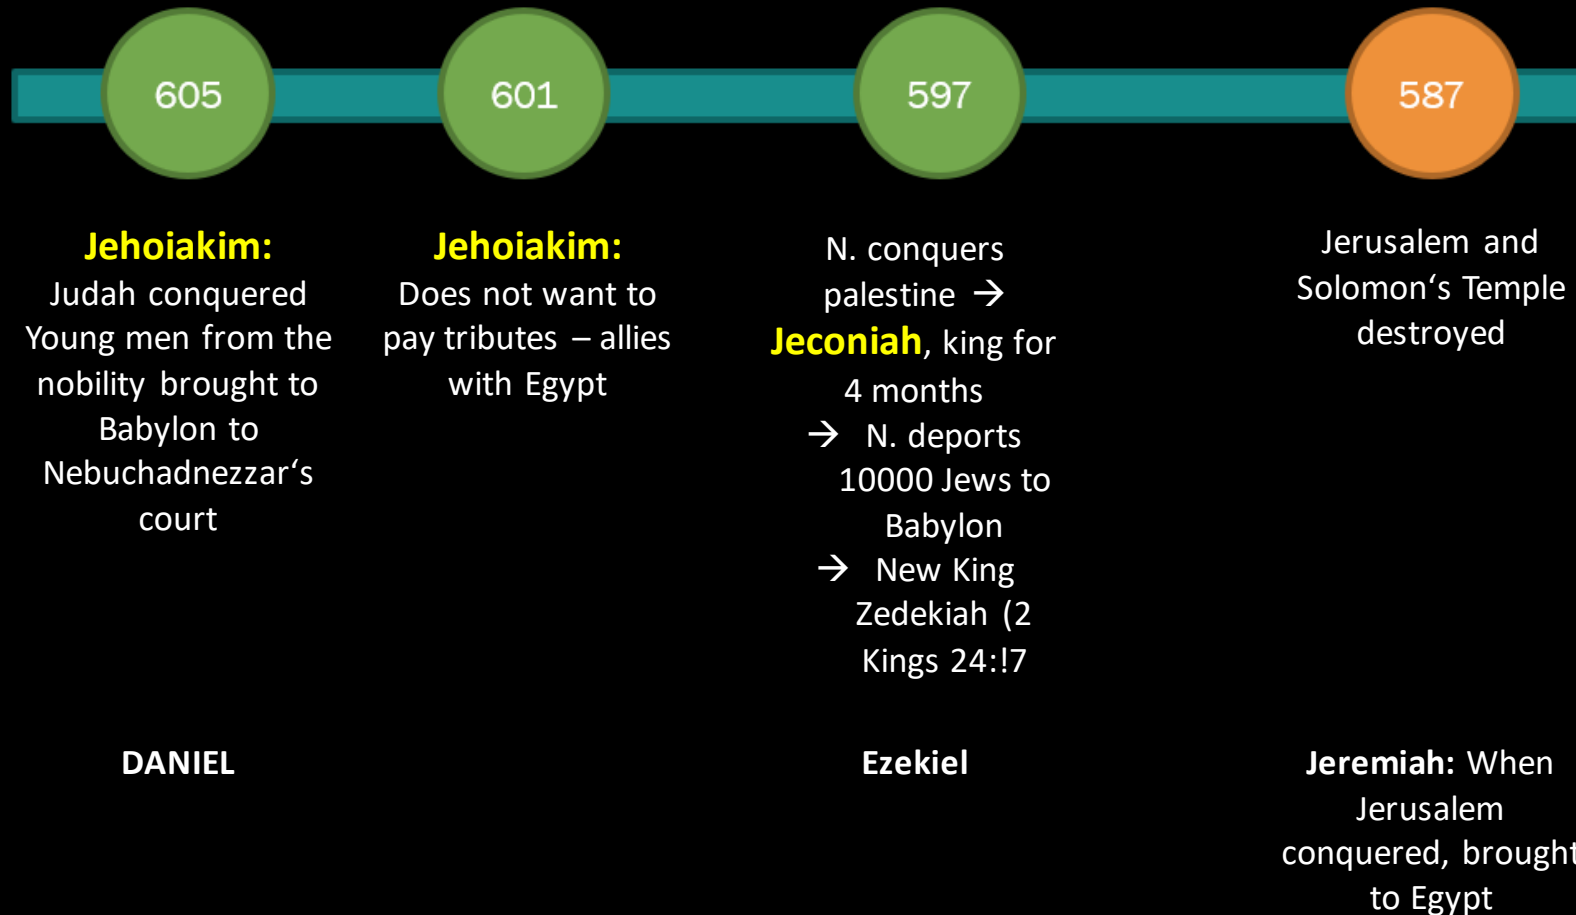 605
601
597
587
Jehoiakim:
Judah conquered
Young men from the
nobility brought to
Babylon to
Nebuchadnezzar‘s
court
Jehoiakim:
Does not want to
pay tributes – allies
with Egypt
N. conquers
palestine →
Jeconiah, king for
4 months
→ N. deports
10000 Jews to
Babylon
→ New King
Zedekiah (2
Kings 24:!7
Jerusalem and
Solomon‘s Temple
destroyed
DANIEL
Ezekiel
Jeremiah: When
Jerusalem
conquered, brought
to Egypt